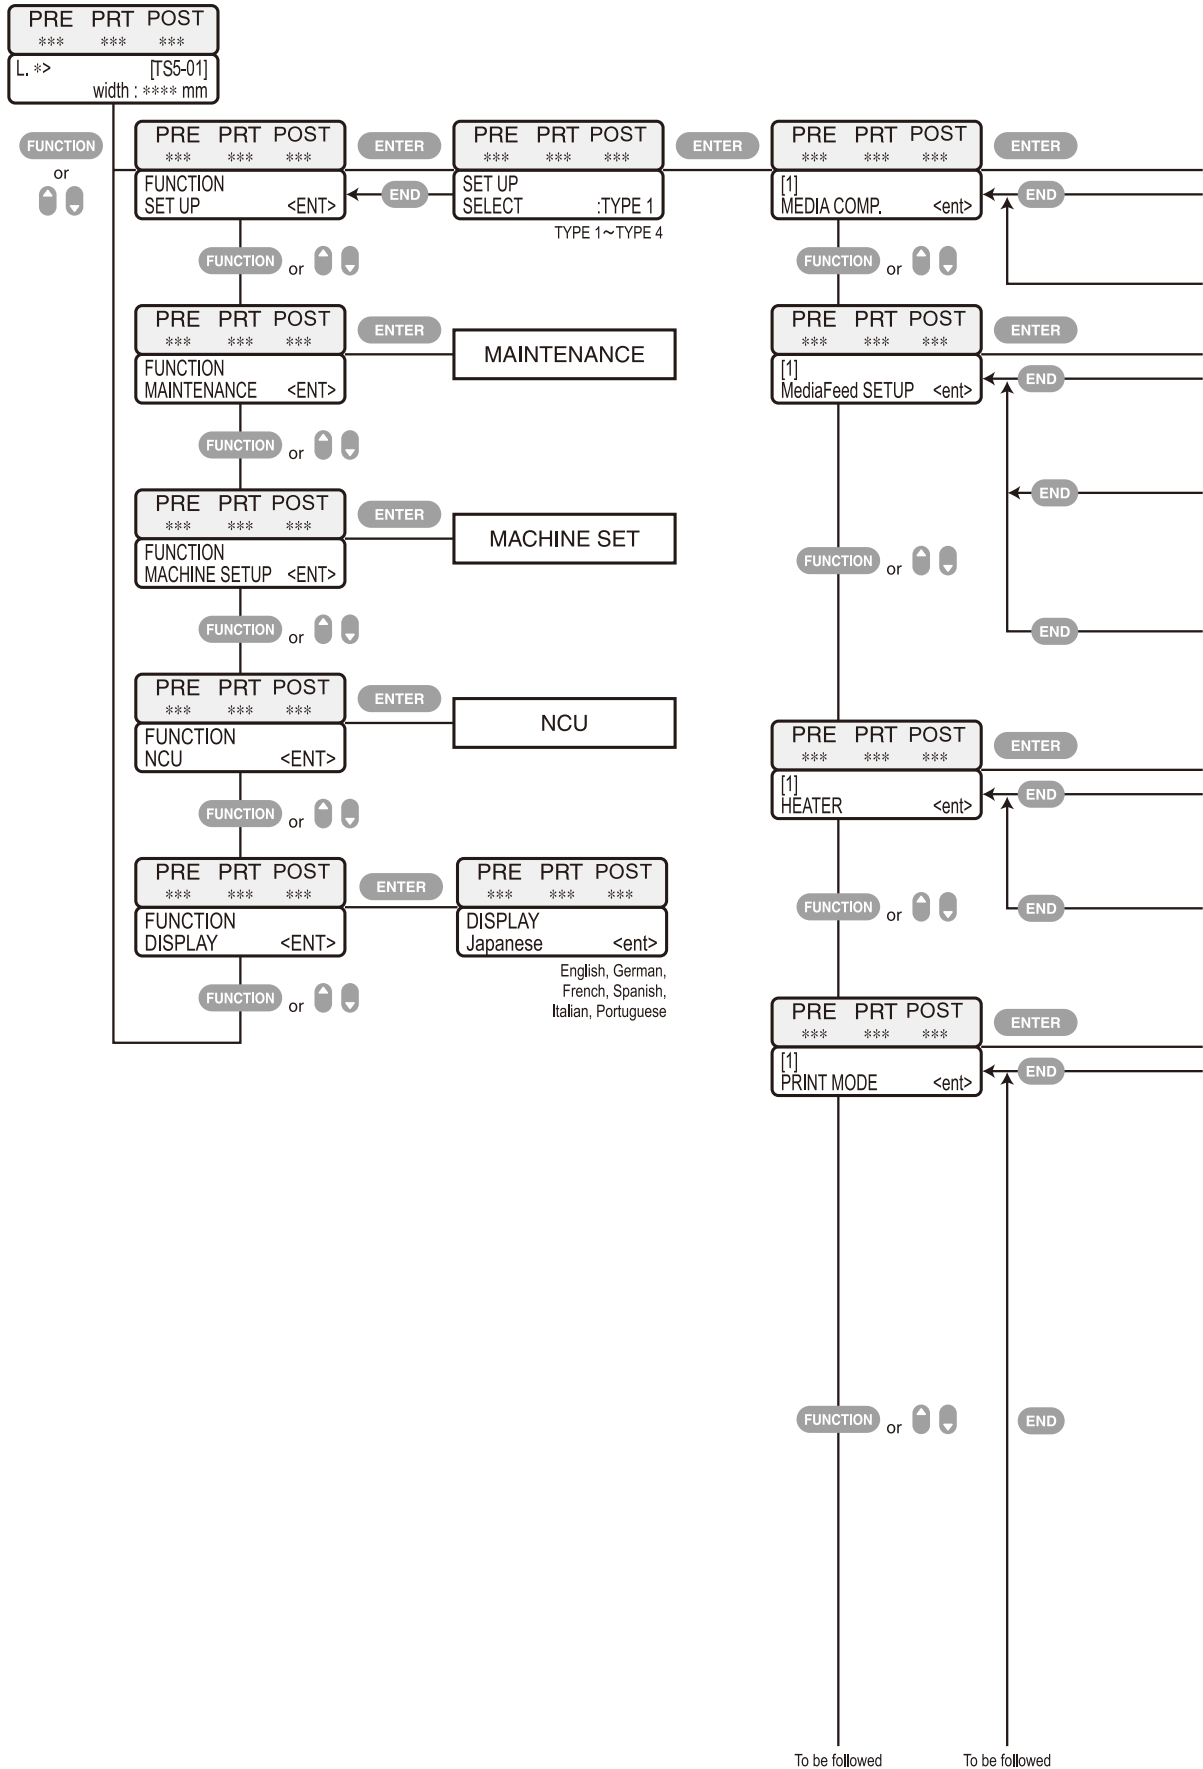 PRE PRT POST
*** *** ***
L. *> [TS5-01]
width : **** mm
FUNCTION
or
PRE PRT POST
*** *** ***
FUNCTION
SET UP <ENT>
ENTER
END
PRE PRT POST
*** *** ***
SET UP
SELECT :TYPE 1
TYPE 1～TYPE 4
ENTER
PRE PRT POST
*** *** ***
[1]
MEDIA COMP. <ent>
ENTER
END
FUNCTION or
FUNCTION or
PRE PRT POST
*** *** ***
FUNCTION
MAINTENANCE <ENT>
ENTER
MAINTENANCE
PRE PRT POST
*** *** ***
[1]
MediaFeed SETUP <ent>
ENTER
END
FUNCTION or
END
PRE PRT POST
*** *** ***
FUNCTION
MACHINE SETUP <ENT>
ENTER
MACHINE SET
FUNCTION or
FUNCTION or
END
PRE PRT POST
*** *** ***
FUNCTION
NCU <ENT>
ENTER
NCU
PRE PRT POST
*** *** ***
[1]
HEATER <ent>
ENTER
END
FUNCTION or
PRE PRT POST
*** *** ***
FUNCTION
DISPLAY <ENT>
ENTER
PRE PRT POST
*** *** ***
DISPLAY
Japanese <ent>
English, German,
French, Spanish,
Italian, Portuguese
FUNCTION or
END
FUNCTION or
PRE PRT POST
*** *** ***
[1]
PRINT MODE <ent>
ENTER
END
FUNCTION or
END
To be followed
To be followed